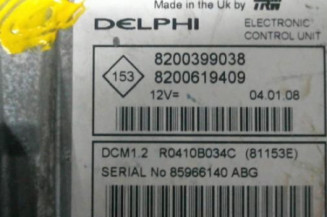 Made in the Uk by TRW
DELPHI
ELECTRONIC
CONTROL UNIT
8200399038
153
8200619409
12V= 04.01.08
DCM1.2 R0410B034C (81153E)
SERIAL No 85966140 ABG